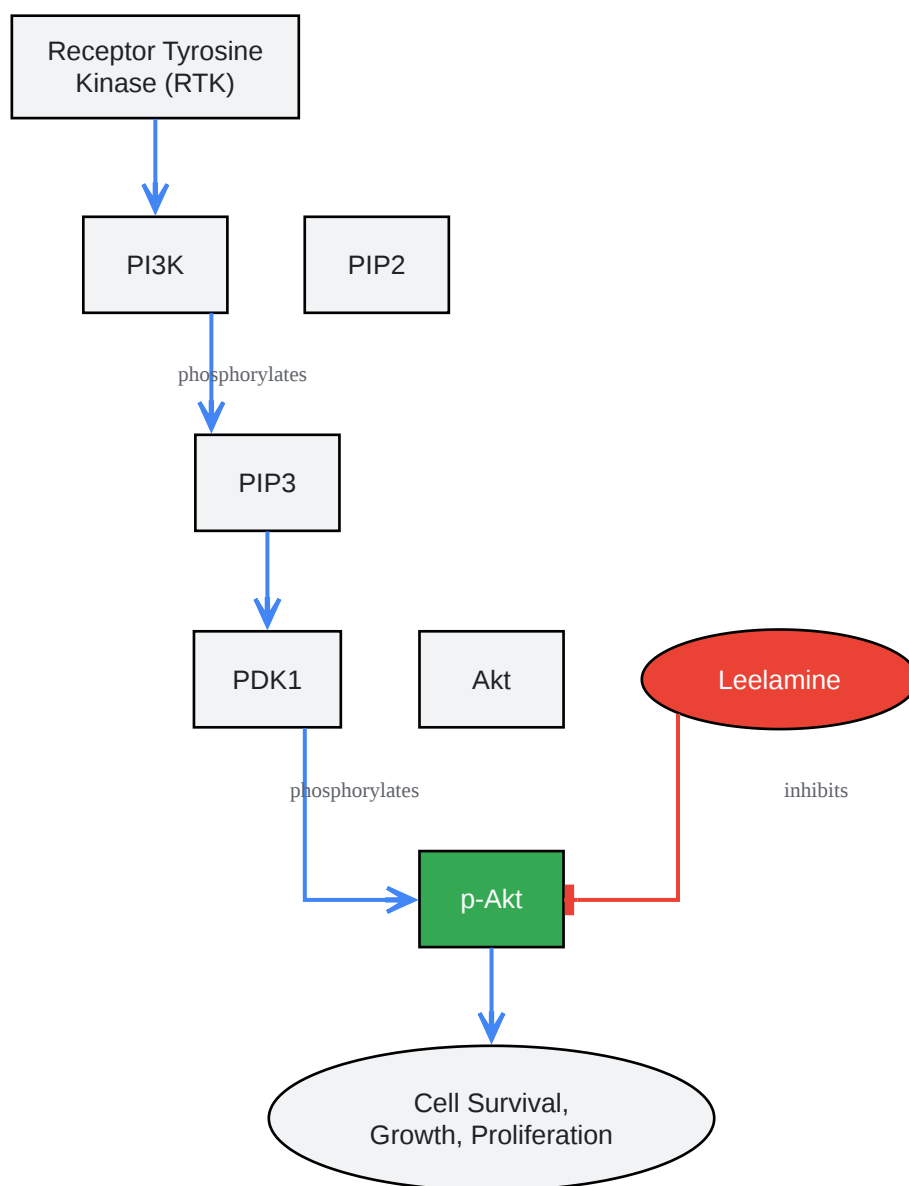 Receptor Tyrosine
Kinase (RTK)
PI3K
PIP2
phosphorylates
PIP3
PDK1
Akt
Leelamine
phosphorylates
inhibits
p-Akt
Cell Survival,
Growth, Proliferation